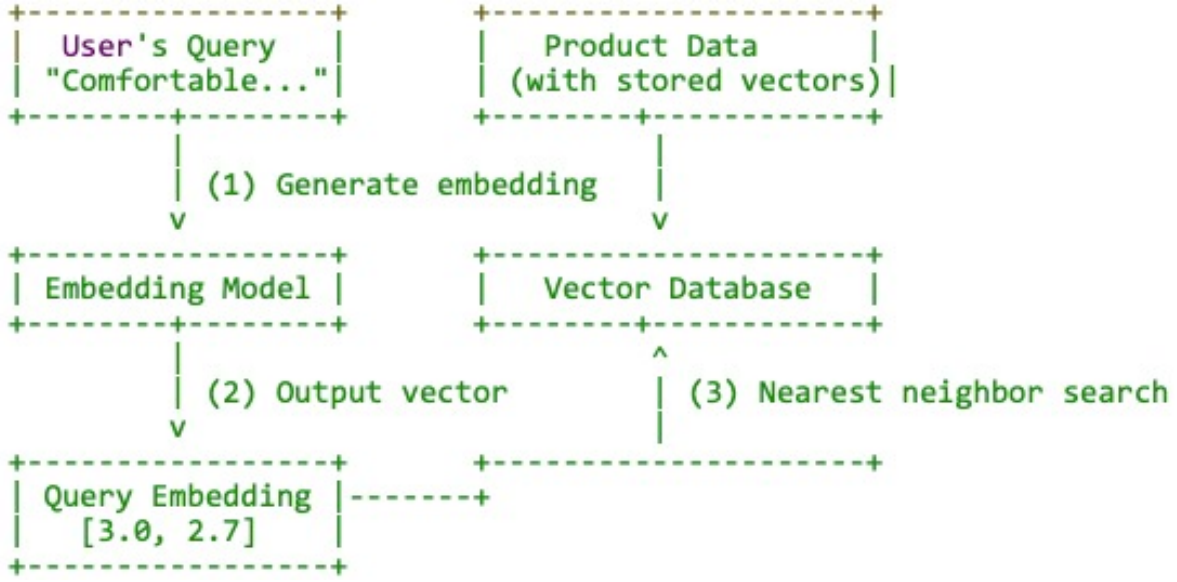 User's Query
"Comfortable..."
Product Data
(with stored vectors)
(1) Generate embedding
Embedding Model
Vector Database
(2) Output vector
(3) Nearest neighbor search
Query Embedding
[3.0, 2.7]